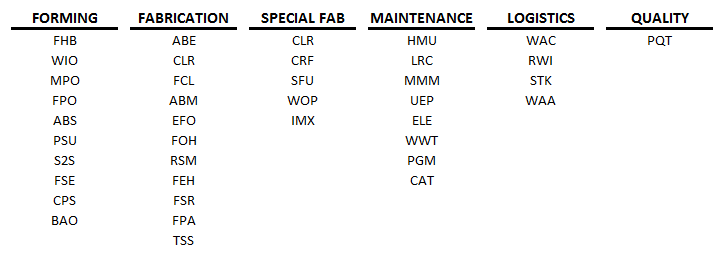 FORMING FABRICATION SPECIAL FAB MAINTENANCE LOGISTICS QUALITY
FHB ABE CLR HMU WAC PQT
WIO CLR CRF LRC RWI
MPO FCL SFU MMM STK
FPO ABM WOP UEP WAA
ABS EFO IMX ELE
PSU FOH WWT
S2S RSM PGM
FSE FEH CAT
CPS FSR
BAO FPA
TSS